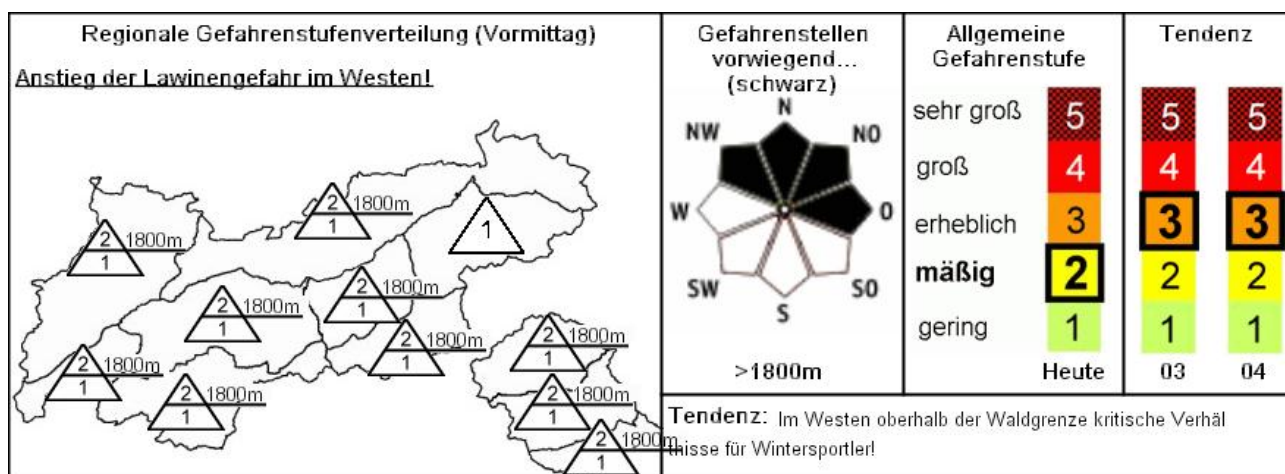 Regionale Gefahrenstufenverteilung (Vormittag)
Anstieg der Lawinengefahr im Westen!
2 1800m
1
2 1800m
1
1
2 1800m
1
2 1800m
1
2 1800m
1
2 1800m
1
2 1800m
1
2 1800m
1
2 1800m
1
2 1800m
1
Gefahrenstellen
vorwiegend...
(schwarz)
N
NW NO
W O
SW SO
S
>1800m
Allgemeine
Gefahrenstufe
sehr groß 5
groß 4
erheblich 3
mäßig 2
gering 1
Heute
Tendenz
5 5
4 4
3 3
2 2
1 1
03 04
Tendenz: Im Westen oberhalb der Waldgrenze kritische Verhäl
tnisse für Wintersportler!